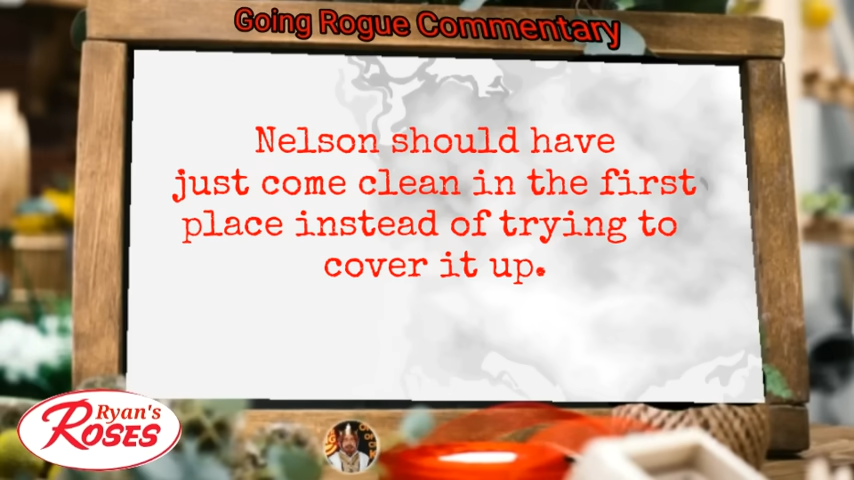 Going Rogue Commentary
Nelson should have
just come clean in the first
place instead of trying to
cover it up.
Ryan's
ROSES